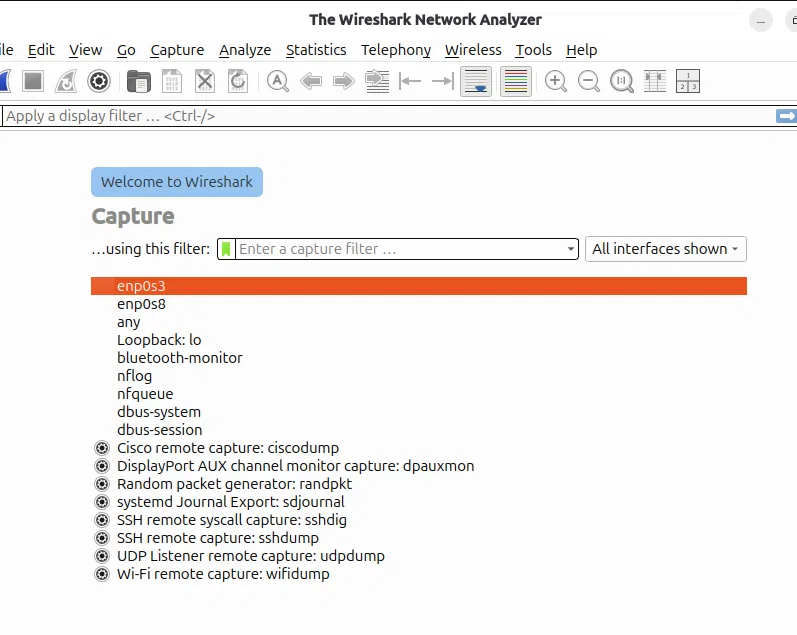 The Wireshark Network Analyzer
ile Edit View Go Capture Analyze Statistics Telephony Wireless Tools Help
Apply a display filter … <Ctrl-/>
Welcome to Wireshark
Capture
…using this filter: Enter a capture filter … All interfaces shown
enp0s3
enp0s8
any
Loopback: lo
bluetooth-monitor
nflog
nfqueue
dbus-system
dbus-session
Cisco remote capture: ciscodump
DisplayPort AUX channel monitor capture: dpauxmon
Random packet generator: randpkt
systemd Journal Export: sdjournal
SSH remote syscall capture: sshdig
SSH remote capture: sshdump
UDP Listener remote capture: udpdump
Wi-Fi remote capture: wifidump